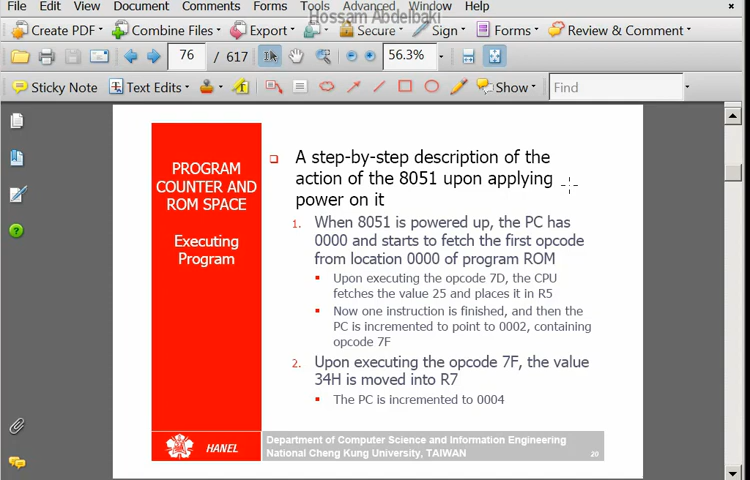 File Edit View Document Comments Forms Tools Advanced Window Help
Hossam Abdelbaki
Create PDF Combine Files Export Secure Sign Forms Review & Comment
76 / 617 56.3%
Sticky Note Text Edits Show Find
PROGRAM
COUNTER AND
ROM SPACE
Executing
Program
A step-by-step description of the
action of the 8051 upon applying
power on it
1. When 8051 is powered up, the PC has
0000 and starts to fetch the first opcode
from location 0000 of program ROM
Upon executing the opcode 7D, the CPU
fetches the value 25 and places it in R5
Now one instruction is finished, and then the
PC is incremented to point to 0002, containing
opcode 7F
2. Upon executing the opcode 7F, the value
34H is moved into R7
The PC is incremented to 0004
HANEL
Department of Computer Science and Information Engineering
National Cheng Kung University, TAIWAN
20